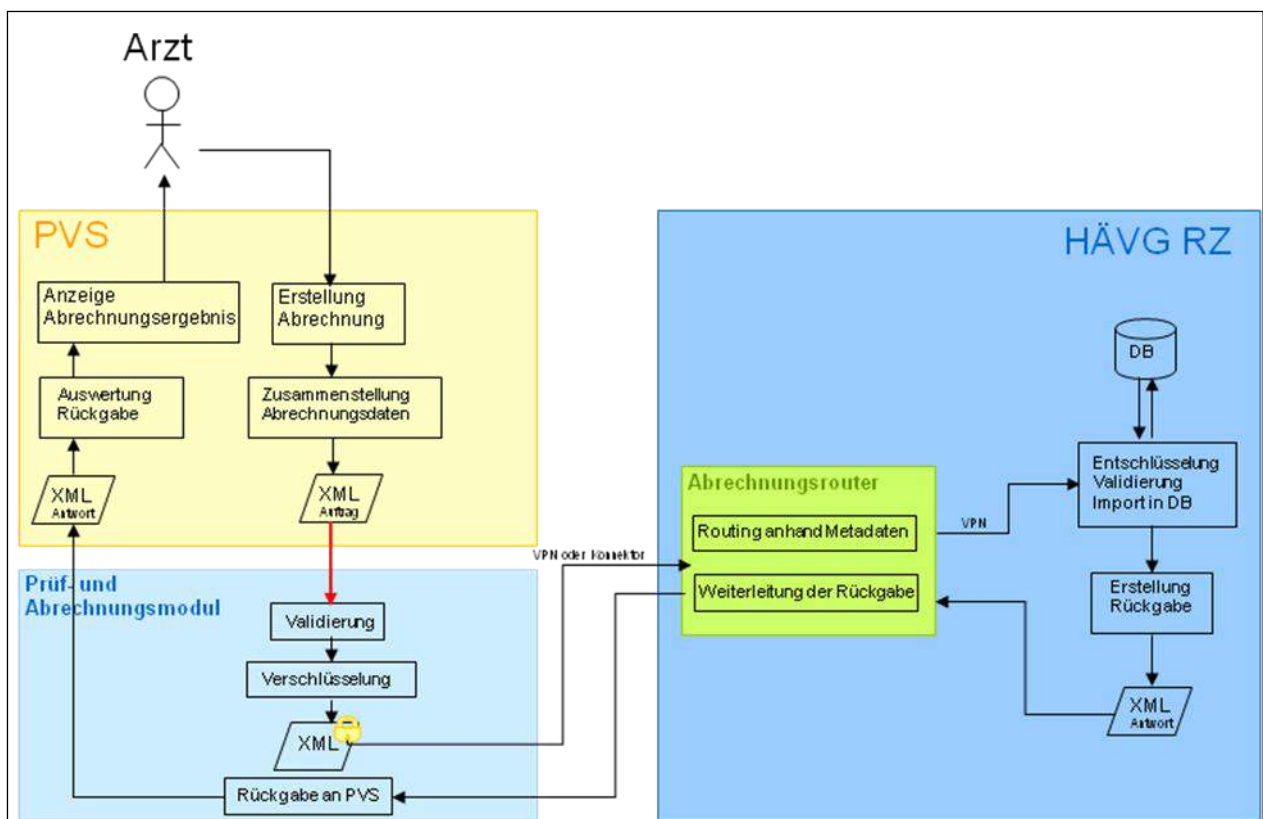 Arzt
PVS
Anzeige
Abrechnungsergebnis
Erstellung
Abrechnung
Auswertung
Rückgabe
Zusammenstellung
Abrechnungsdaten
XML
Antwort
XML
Auftrag
Prüf- und
Abrechnungsmodul
Validierung
Verschlüsselung
XML
Rückgabe an PVS
VPN oder Konnektor
HÄVG RZ
DB
Abrechnungsrouter
Routing anhand Metadaten
Weiterleitung der Rückgabe
VPN
Entschlüsselung
Validierung
Import in DB
Erstellung
Rückgabe
XML
Antwort